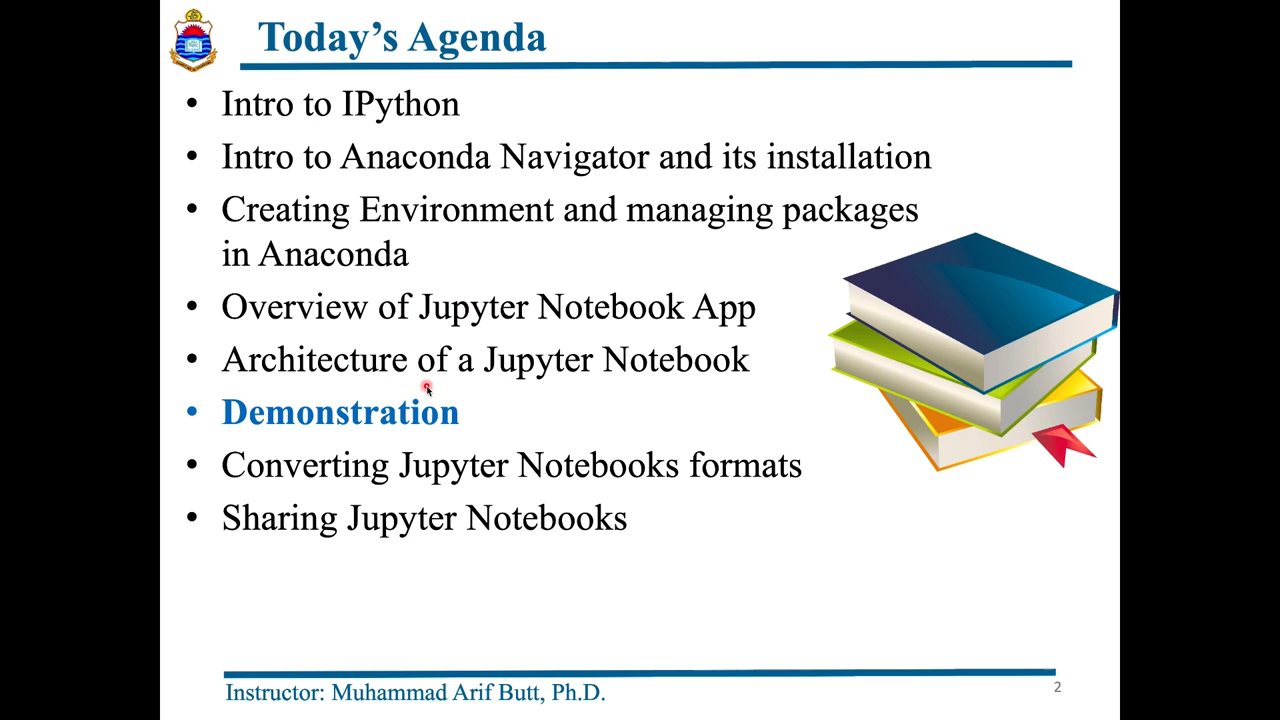 Today's Agenda
• Intro to IPython
• Intro to Anaconda Navigator and its installation
• Creating Environment and managing packages
in Anaconda
• Overview of Jupyter Notebook App
• Architecture of a Jupyter Notebook
• Demonstration
• Converting Jupyter Notebooks formats
• Sharing Jupyter Notebooks
Instructor: Muhammad Arif Butt, Ph.D.
2